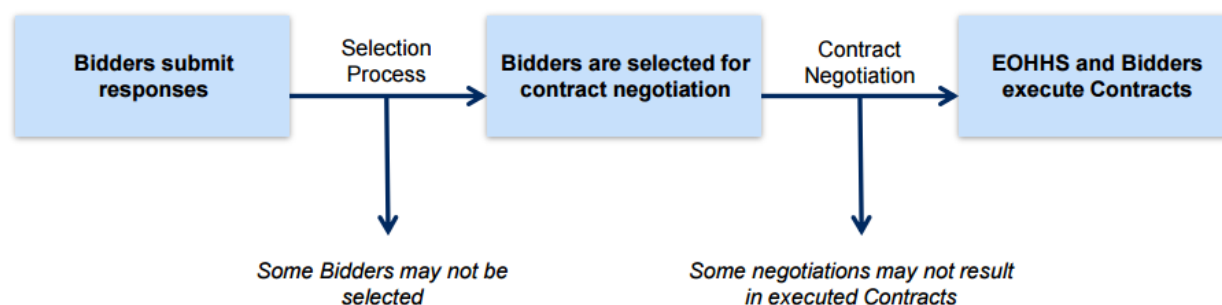 Bidders submit
responses
Selection
Process
Bidders are selected for
contract negotiation
Contract
Negotiation
EOHHS and Bidders
execute Contracts
Some Bidders may not be
selected
Some negotiations may not result
in executed Contracts